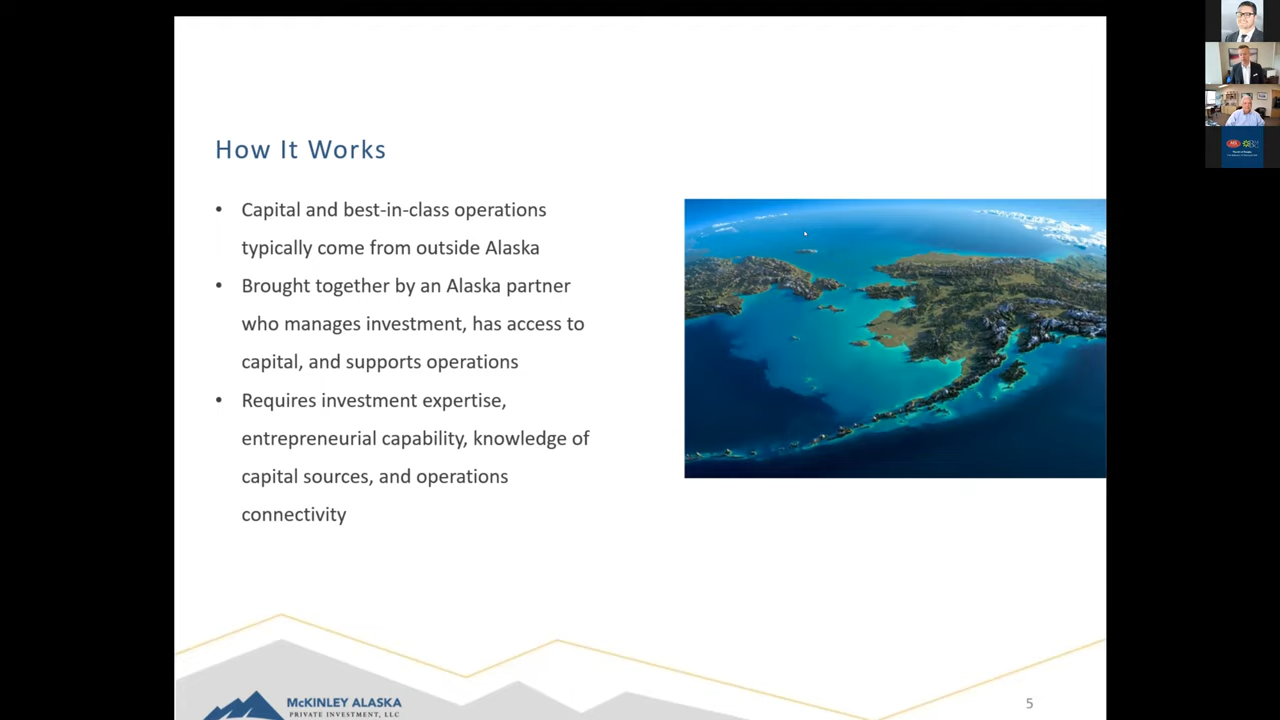 How It Works
• Capital and best-in-class operations
typically come from outside Alaska
• Brought together by an Alaska partner
who manages investment, has access to
capital, and supports operations
• Requires investment expertise,
entrepreneurial capability, knowledge of
capital sources, and operations
connectivity
McKINLEY ALASKA
PRIVATE INVESTMENT, LLC
5